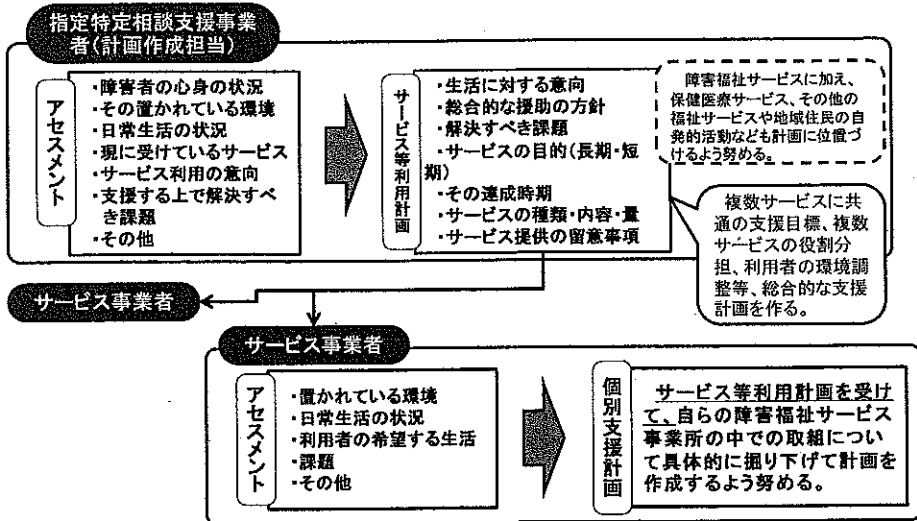 指定特定相談支援事業
者(計画作成担当)
アセスメント
・障害者の心身の状況
・その置かれている環境
・日常生活の状況
・現に受けているサービス
・サービス利用の意向
・支援する上で解決すべ
き課題
・その他
サービス等利用計画
・生活に対する意向
・総合的な援助の方針
・解決すべき課題
・サービスの目的(長期・短
期)
・その達成時期
・サービスの種類・内容・量
・サービス提供の留意事項
障害福祉サービスに加え、
保健医療サービス、その他の
福祉サービスや地域住民の自
発的活動なども計画に位置づ
けるよう努める。
複数サービスに共
通の支援目標、複数
サービスの役割分
担、利用者の環境調
整等、総合的な支援
計画を作る。
サービス事業者
サービス事業者
アセスメント
・置かれている環境
・日常生活の状況
・利用者の希望する生活
・課題
・その他
個別支援計画
サービス等利用計画を受け
て、自らの障害福祉サービス
事業所の中での取組につい
て具体的に掘り下げて計画を
作成するよう努める。